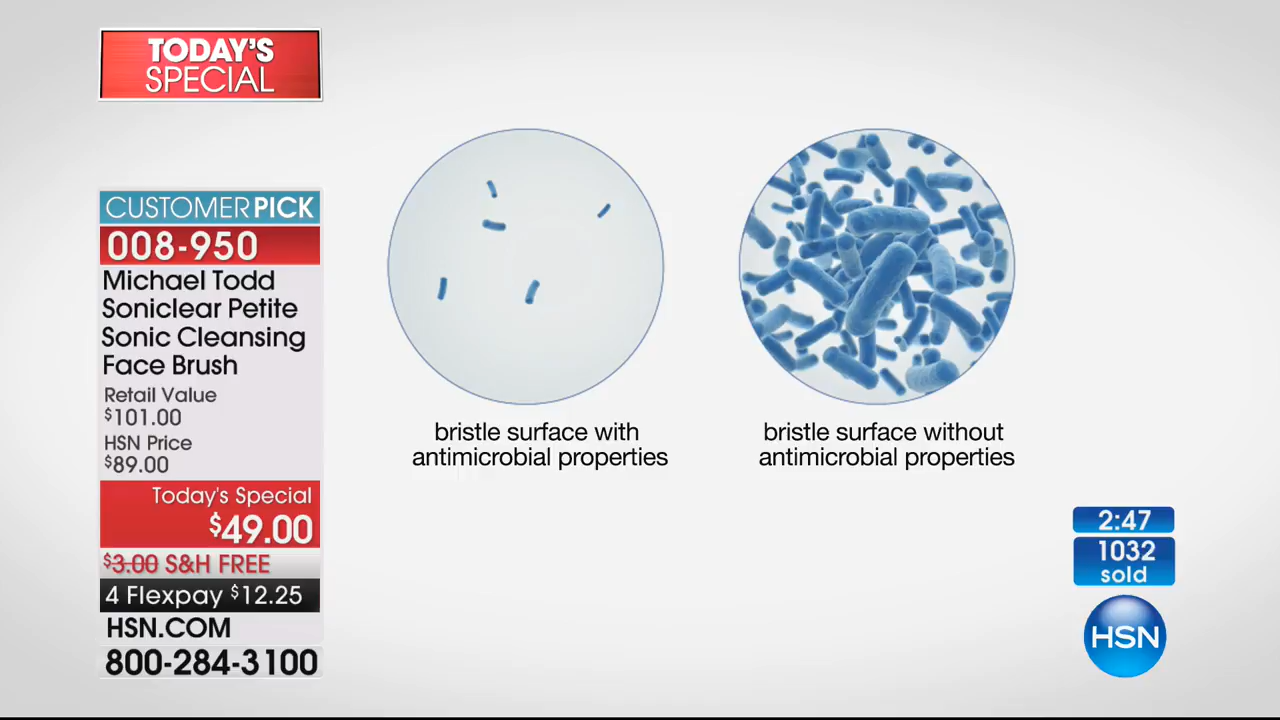 TODAY'S
SPECIAL
CUSTOMER PICK
008-950
Michael Todd
Soniclear Petite
Sonic Cleansing
Face Brush
Retail Value
$101.00
HSN Price
$89.00
Today's Special
$49.00
$3.00 S&H FREE
4 Flexpay $12.25
HSN.COM
800-284-3100
bristle surface with
antimicrobial properties
bristle surface without
antimicrobial properties
2:47
1032
sold
HSN